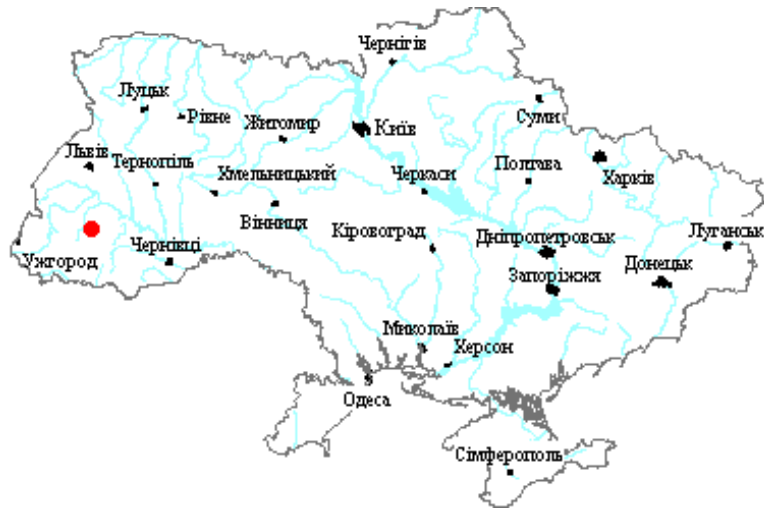 Чернігів
Луцьк
Рівне
Суми
Житомир
Київ
Львів
Тернопіль
Хмельницький
Черкаси
Полтава
Харків
Вінниця
Кіровоград
Дніпропетровськ
Луганськ
Ужгород
Чернівці
Запоріжжя
Донецьк
Миколаїв
Херсон
Одеса
Сімферополь